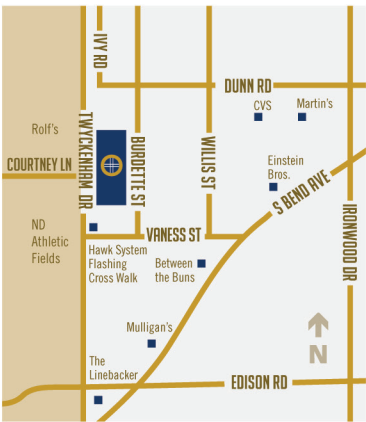 IVY RD
DUNN RD
CVS
Martin's
Rolf's
TWYCKENHAM DR
BURDETTE ST
WILLIS ST
COURTNEY LN
Einstein
Bros.
S BEND AVE
IRONWOOD DR
ND
Athletic
Fields
VANESS ST
Hawk System
Flashing
Cross Walk
Between
the Buns
Mulligan's
N
The
Linebacker
EDISON RD